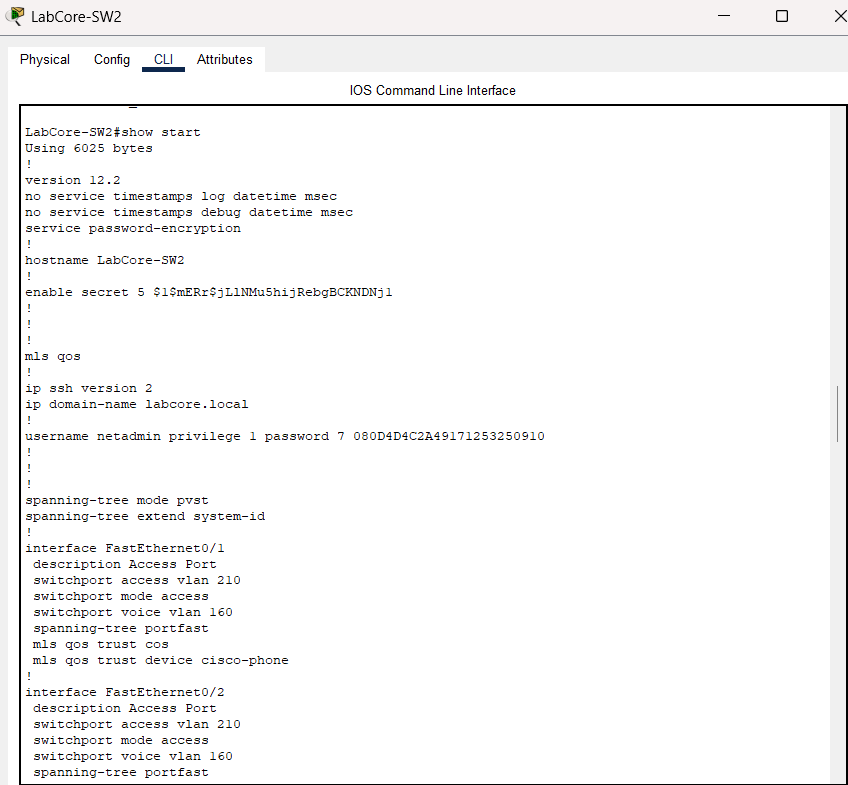 LabCore-SW2
Physical Config CLI Attributes
IOS Command Line Interface
LabCore-SW2#show start
Using 6025 bytes
!
version 12.2
no service timestamps log datetime msec
no service timestamps debug datetime msec
service password-encryption
!
hostname LabCore-SW2
!
enable secret 5 $1$mERr$jLlNMu5hijRebgBCKNDNj1
!
!
!
mls qos
!
ip ssh version 2
ip domain-name labcore.local
!
username netadmin privilege 1 password 7 080D4D4C2A49171253250910
!
!
!
spanning-tree mode pvst
spanning-tree extend system-id
!
interface FastEthernet0/1
 description Access Port
 switchport access vlan 210
 switchport mode access
 switchport voice vlan 160
 spanning-tree portfast
 mls qos trust cos
 mls qos trust device cisco-phone
!
interface FastEthernet0/2
 description Access Port
 switchport access vlan 210
 switchport mode access
 switchport voice vlan 160
 spanning-tree portfast